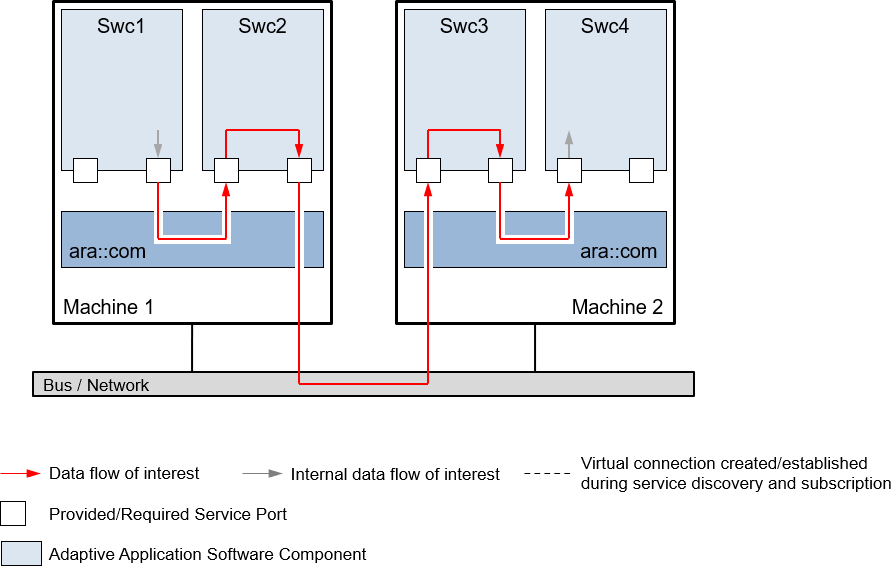 Swc1
Swc2
Swc3
Swc4
ara::com
ara::com
Machine 1
Machine 2
Bus / Network
Data flow of interest
Internal data flow of interest
Virtual connection created/established
during service discovery and subscription
Provided/Required Service Port
Adaptive Application Software Component